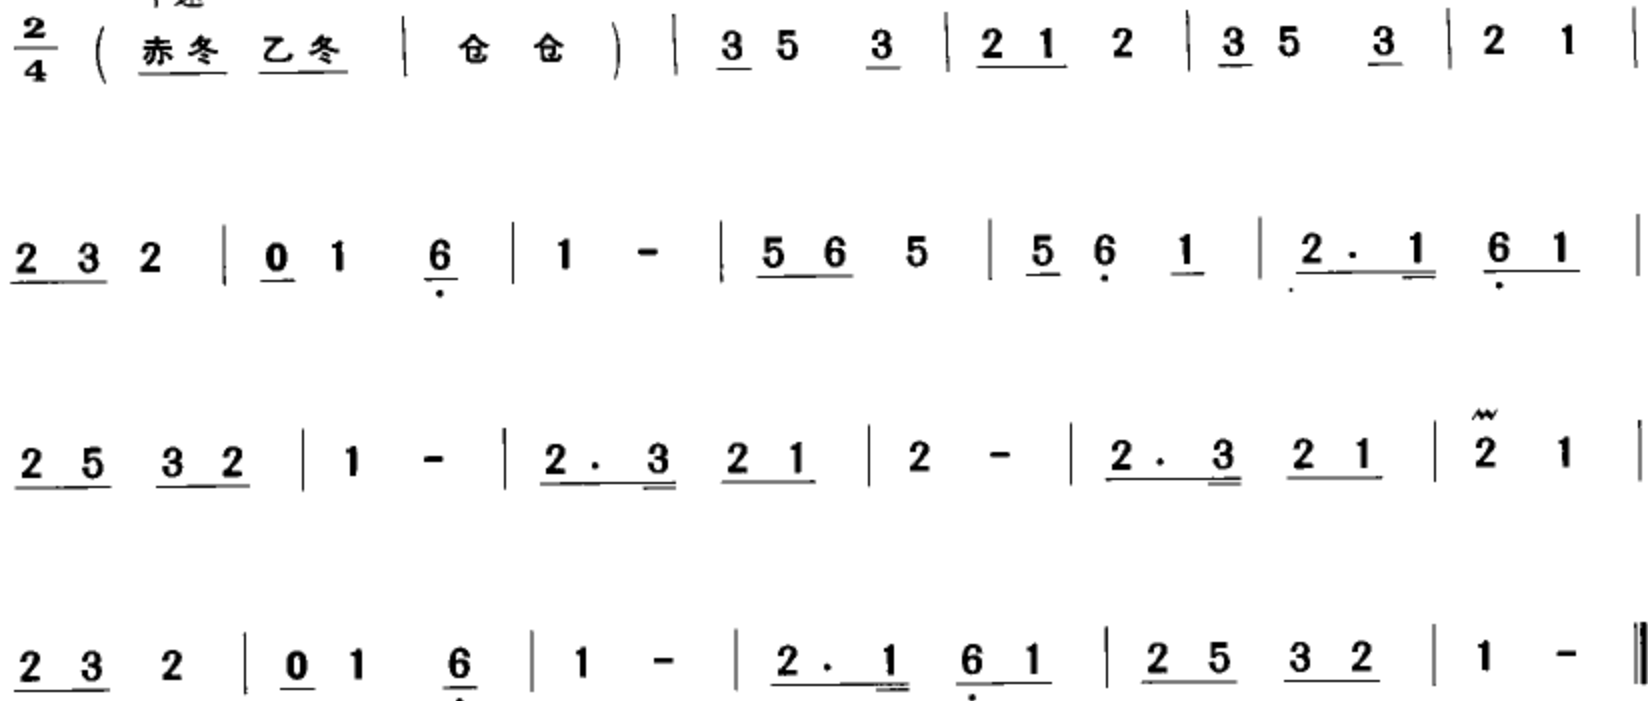 2/4 ( 赤冬 乙冬 | 仓 仓 ) | 3 5 3 | 2 1 2 | 3 5 3 | 2 1 |
2 3 2 | 0 1 6 | 1 - | 5 6 5 | 5 6 1 | 2 . 1 6 1 |
2 5 3 2 | 1 - | 2 . 3 2 1 | 2 - | 2 . 3 2 1 | 2 1 |
2 3 2 | 0 1 6 | 1 - | 2 . 1 6 1 | 2 5 3 2 | 1 - ‖